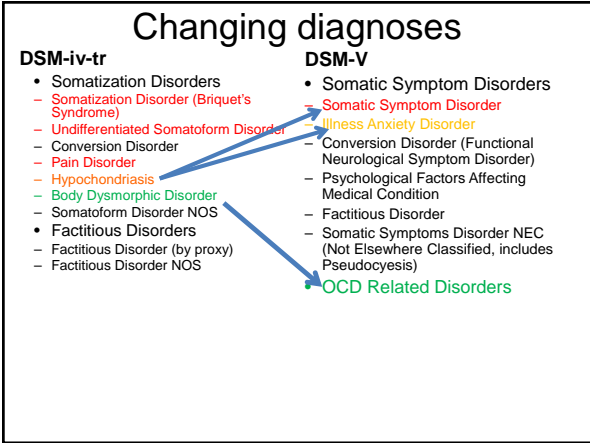 Changing diagnoses
DSM-iv-tr
• Somatization Disorders
– Somatization Disorder (Briquet's
Syndrome)
– Undifferentiated Somatoform Disorder
– Conversion Disorder
– Pain Disorder
– Hypochondriasis
– Body Dysmorphic Disorder
– Somatoform Disorder NOS
• Factitious Disorders
– Factitious Disorder (by proxy)
– Factitious Disorder NOS
DSM-V
• Somatic Symptom Disorders
– Somatic Symptom Disorder
– Illness Anxiety Disorder
– Conversion Disorder (Functional
Neurological Symptom Disorder)
– Psychological Factors Affecting
Medical Condition
– Factitious Disorder
– Somatic Symptoms Disorder NEC
(Not Elsewhere Classified, includes
Pseudocyesis)
• OCD Related Disorders